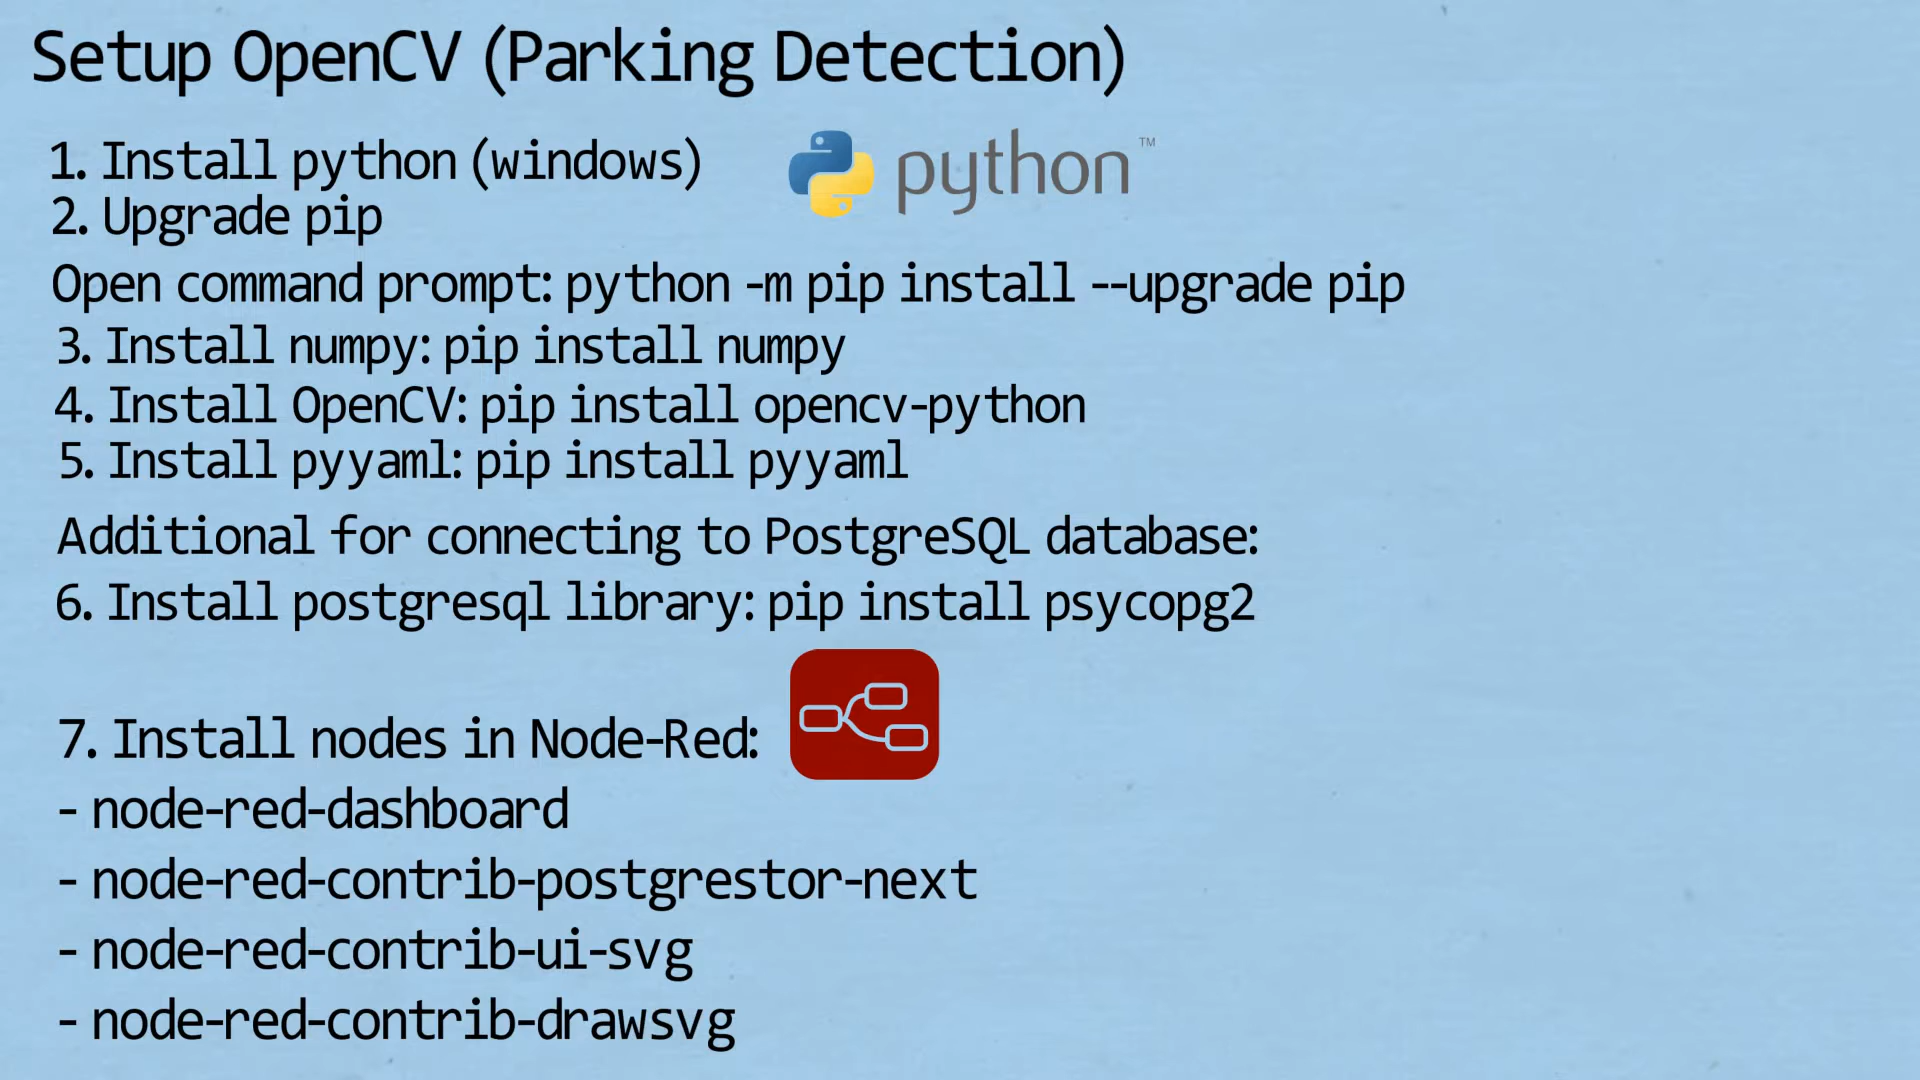 Setup OpenCV (Parking Detection)
1. Install python (windows)
python ™
2. Upgrade pip
Open command prompt: python -m pip install --upgrade pip
3. Install numpy: pip install numpy
4. Install OpenCV: pip install opencv-python
5. Install pyyaml: pip install pyyaml
Additional for connecting to PostgreSQL database:
6. Install postgresql library: pip install psycopg2
7. Install nodes in Node-Red:
- node-red-dashboard
- node-red-contrib-postgrestor-next
- node-red-contrib-ui-svg
- node-red-contrib-drawsvg